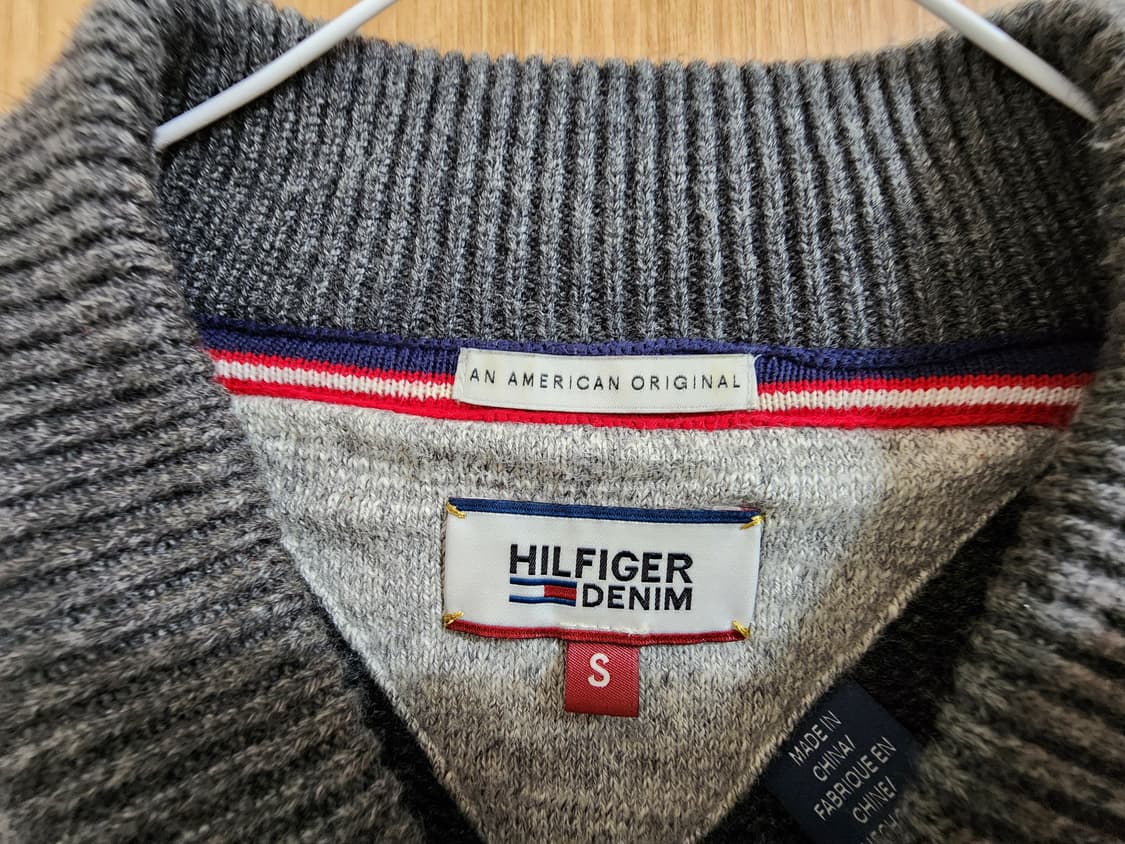 AN AMERICAN ORIGINAL
HILFIGER
DENIM
S
MADE IN
CHINA/
FABRIQUE EN
CHINE/